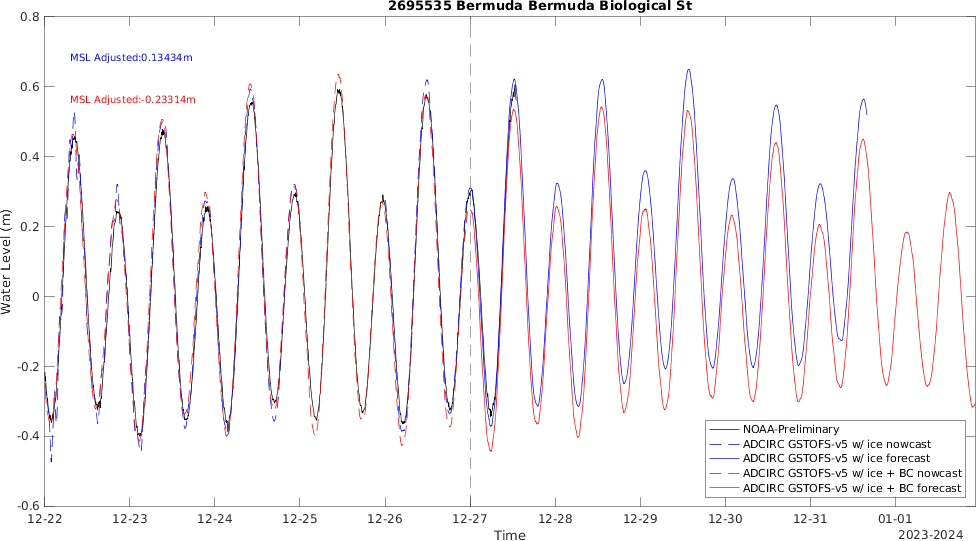 2695535 Bermuda Bermuda Biological St
0.8
MSL Adjusted:0.13434m
0.6
MSL Adjusted:-0.23314m
0.4
0.2
Water Level (m)
0
-0.2
-0.4
-0.6
NOAA-Preliminary
ADCIRC GSTOFS-v5 w/ ice nowcast
ADCIRC GSTOFS-v5 w/ ice forecast
ADCIRC GSTOFS-v5 w/ ice + BC nowcast
ADCIRC GSTOFS-v5 w/ ice + BC forecast
12-22 12-23 12-24 12-25 12-26 12-27 12-28 12-29 12-30 12-31 01-01
Time
2023-2024